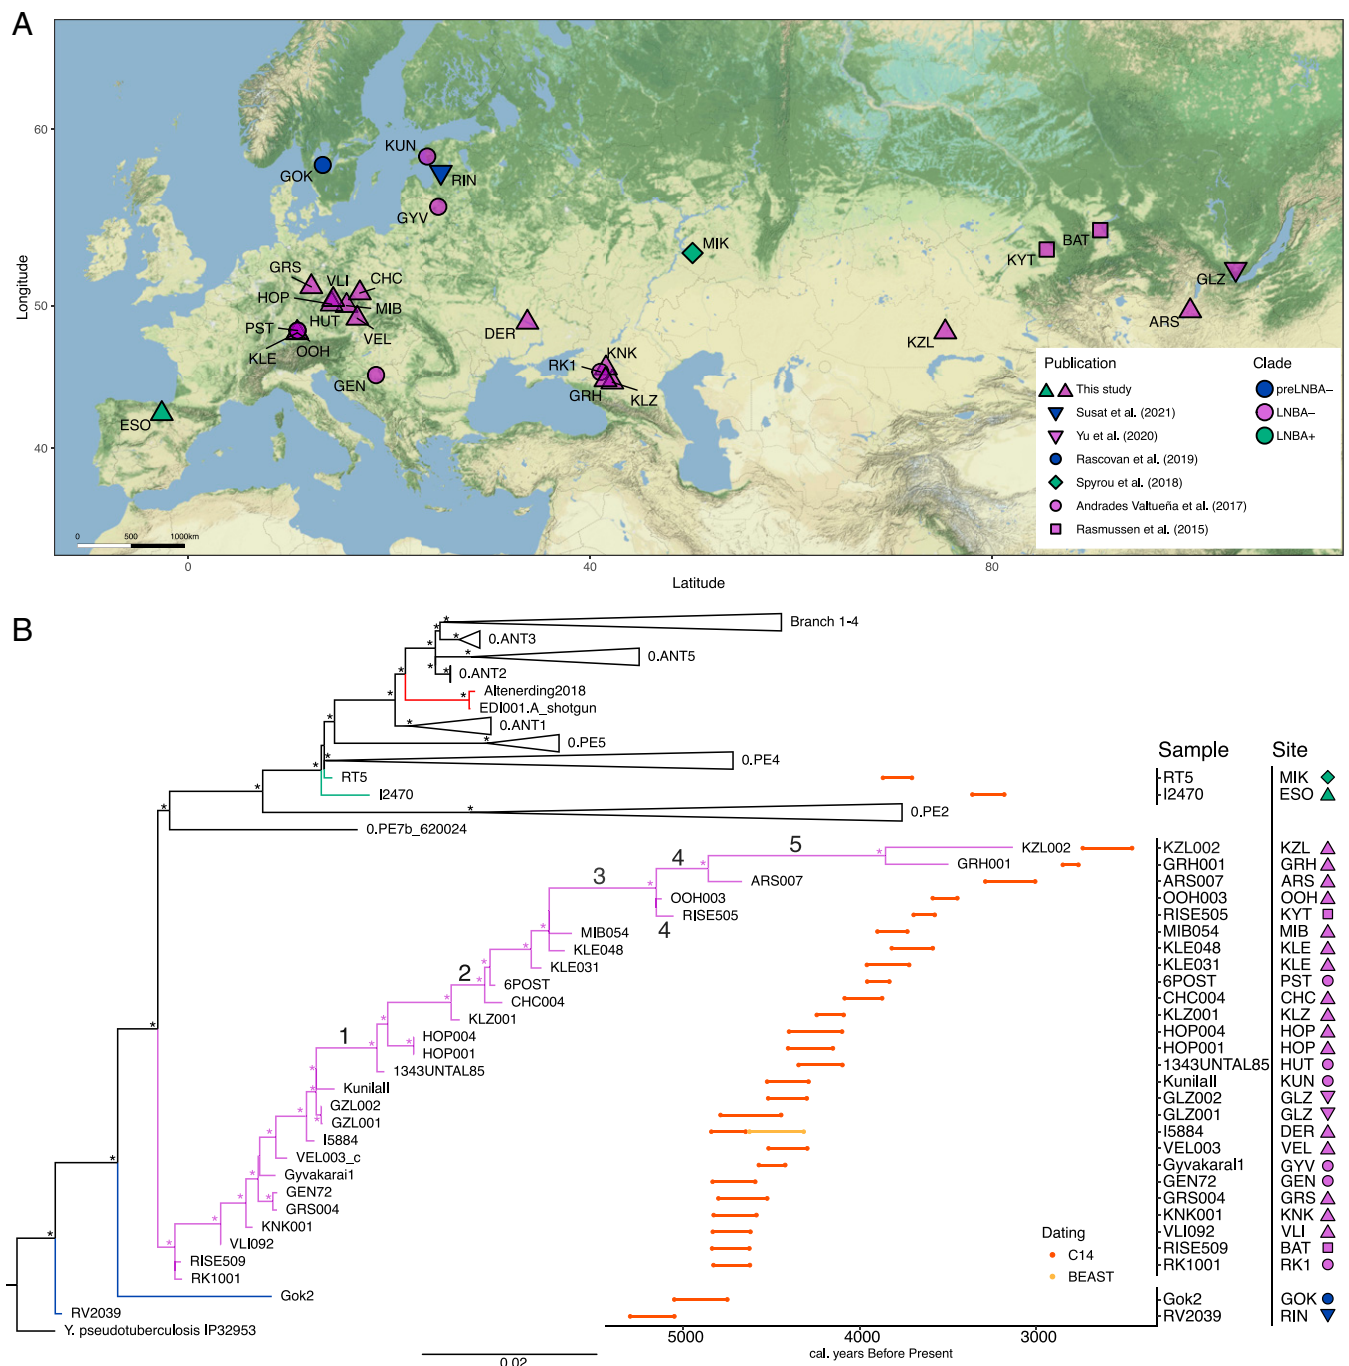 A
60
50
40
Longitude
0
40
80
Latitude
0
500
1000km
KUN
GOK
RIN
GYV
MIK
BAT
KYT
GLZ
GRS
VLI
CHC
HOP
MIB
HUT
PST
VEL
KLE
OOH
DER
KZL
ARS
KNK
RK1
GEN
GRH
KLZ
ESO
Publication
This study
Susat et al. (2021)
Yu et al. (2020)
Rascovan et al. (2019)
Spyrou et al. (2018)
Andrades Valtueña et al. (2017)
Rasmussen et al. (2015)
Clade
preLNBA−
LNBA−
LNBA+
B
Branch 1-4
0.ANT3
0.ANT5
0.ANT2
Altenerding2018
EDI001.A_shotgun
0.ANT1
0.PE5
0.PE4
RT5
I2470
0.PE2
0.PE7b_620024
5
KZL002
4
GRH001
3
ARS007
OOH003
RISE505
4
MIB054
KLE048
2
KLE031
6POST
CHC004
KLZ001
1
HOP004
HOP001
1343UNTAL85
KunilaII
GZL002
GZL001
I5884
VEL003_c
Gyvakarai1
GEN72
GRS004
KNK001
VLI092
RISE509
RK1001
Gok2
RV2039
Y. pseudotuberculosis IP32953
0.02
Sample Site
RT5 MIK
I2470 ESO
KZL002 KZL
GRH001 GRH
ARS007 ARS
OOH003 OOH
RISE505 KYT
MIB054 MIB
KLE048 KLE
KLE031 KLE
6POST PST
CHC004 CHC
KLZ001 KLZ
HOP004 HOP
HOP001 HOP
1343UNTAL85 HUT
KunilaII KUN
GLZ002 GLZ
GLZ001 GLZ
I5884 DER
VEL003 VEL
GyvakaraI1 GYV
GEN72 GEN
GRS004 GRS
KNK001 KNK
VLI092 VLI
RISE509 BAT
RK1001 RK1
Gok2 GOK
RV2039 RIN
Dating
C14
BEAST
5000
4000
3000
cal. years Before Present